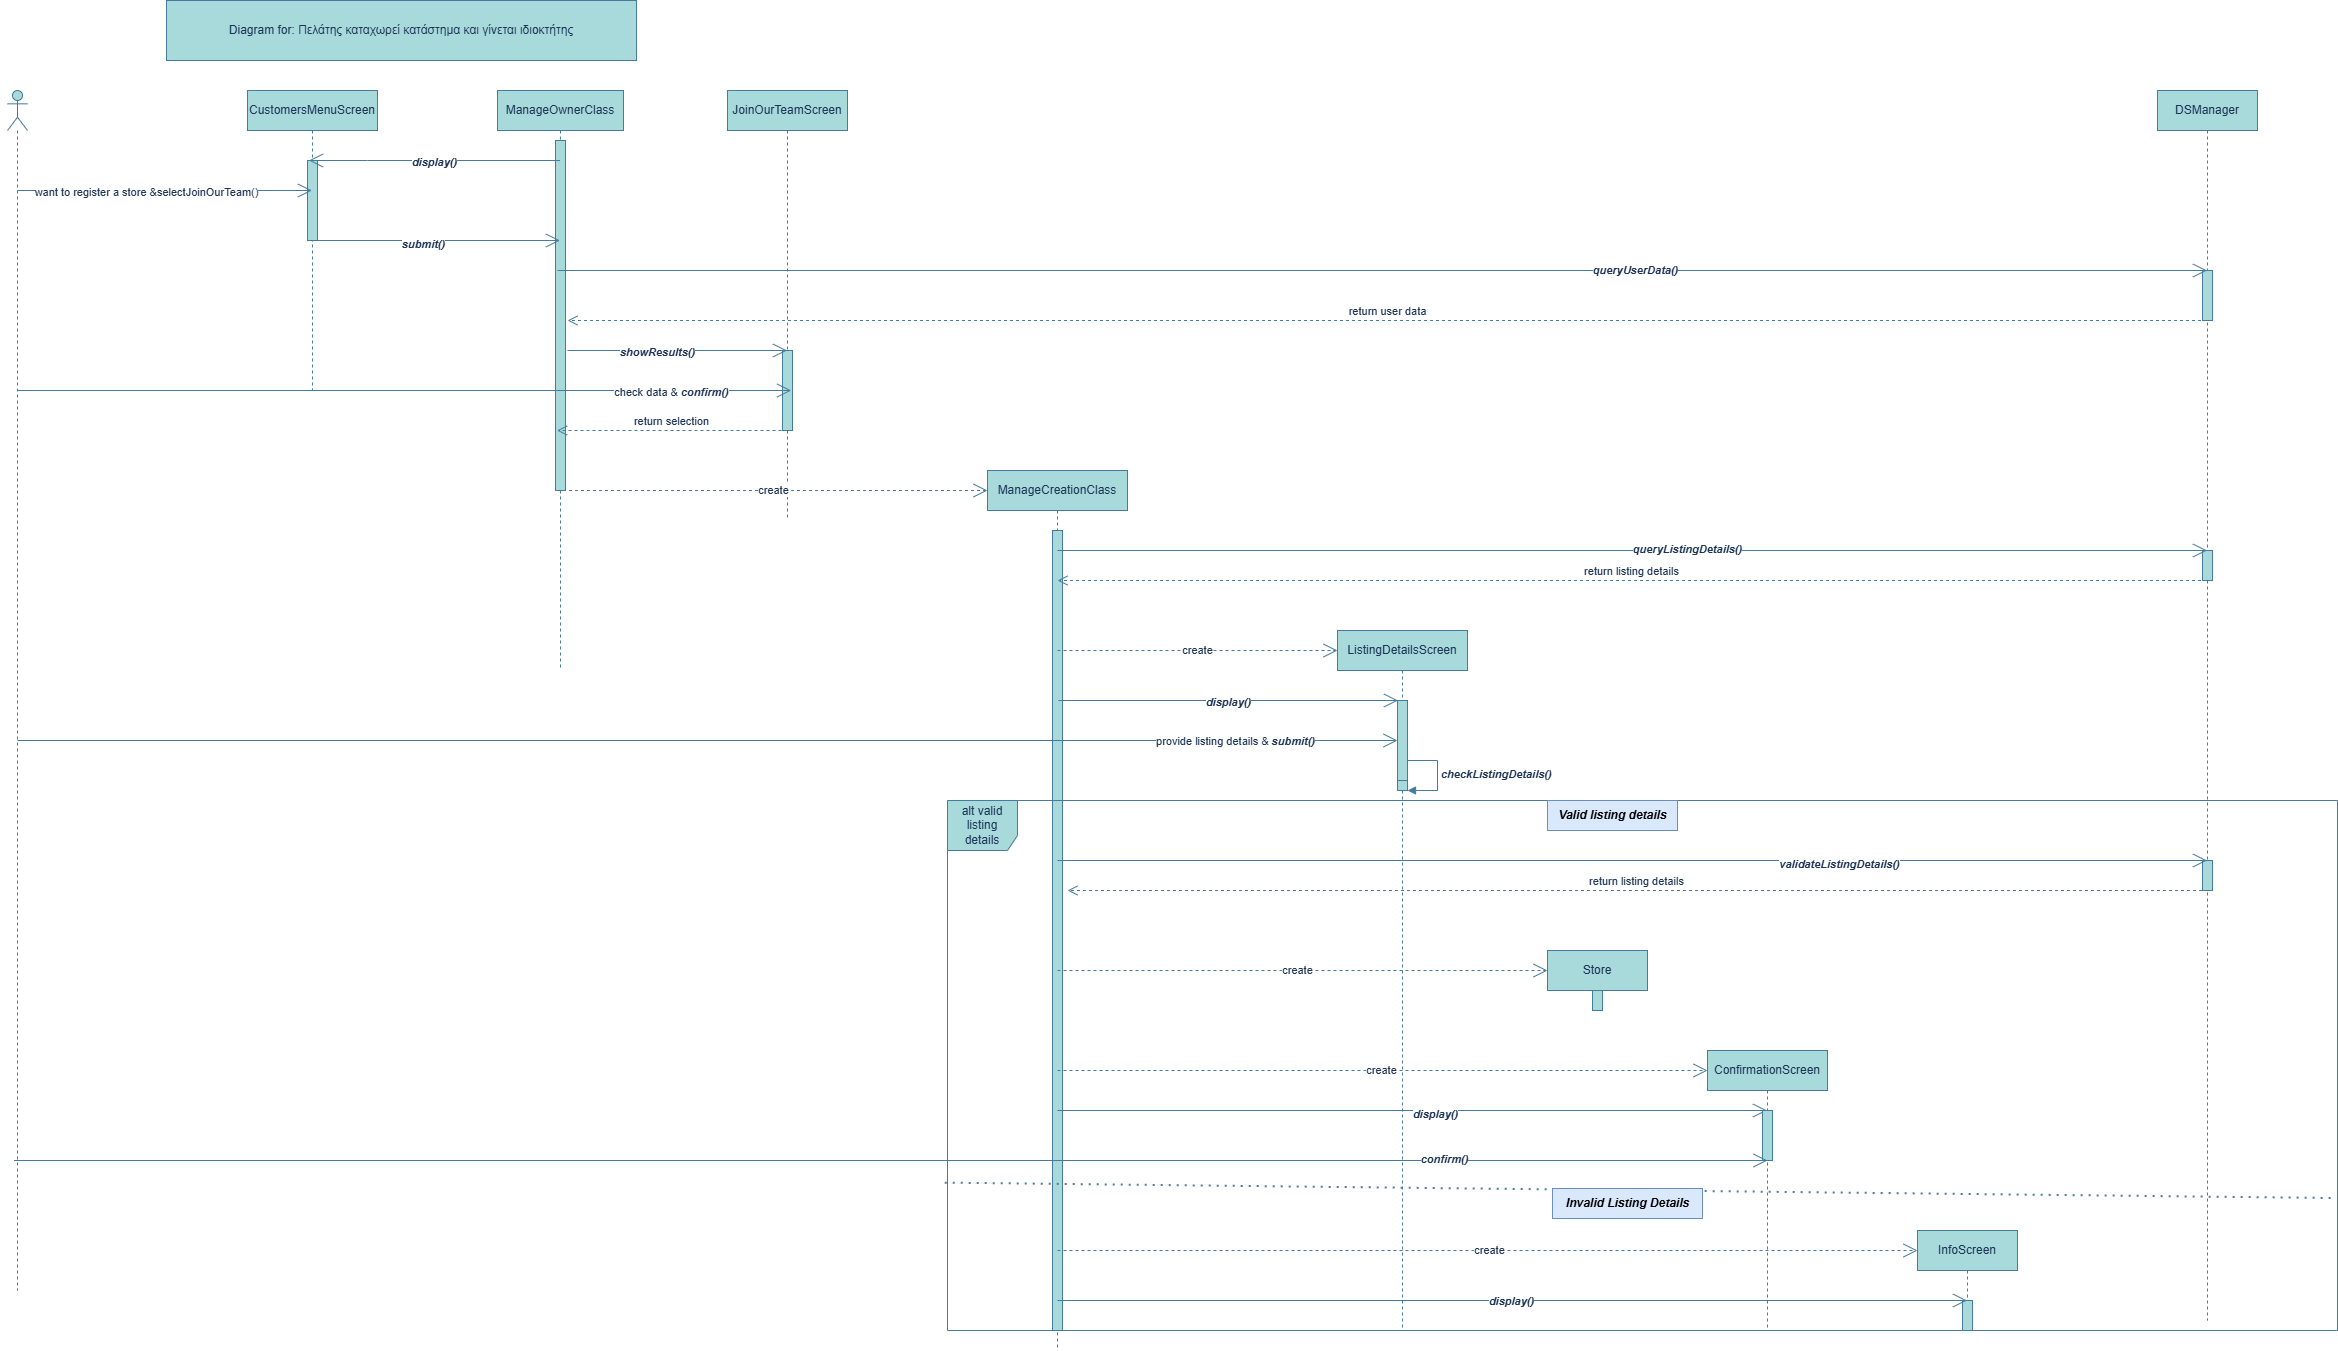 Diagram for: Πελάτης καταχωρεί κατάστημα και γίνεται ιδιοκτήτης
CustomersMenuScreen
ManageOwnerClass
JoinOurTeamScreen
DSManager
display()
want to register a store &selectJoinOurTeam()
submit()
queryUserData()
return user data
showResults()
check data & confirm()
return selection
create
ManageCreationClass
queryListingDetails()
return listing details
create
ListingDetailsScreen
display()
provide listing details & submit()
checkListingDetails()
alt valid
listing
details
Valid listing details
validateListingDetails()
return listing details
create
Store
create
ConfirmationScreen
display()
confirm()
Invalid Listing Details
create
InfoScreen
display()